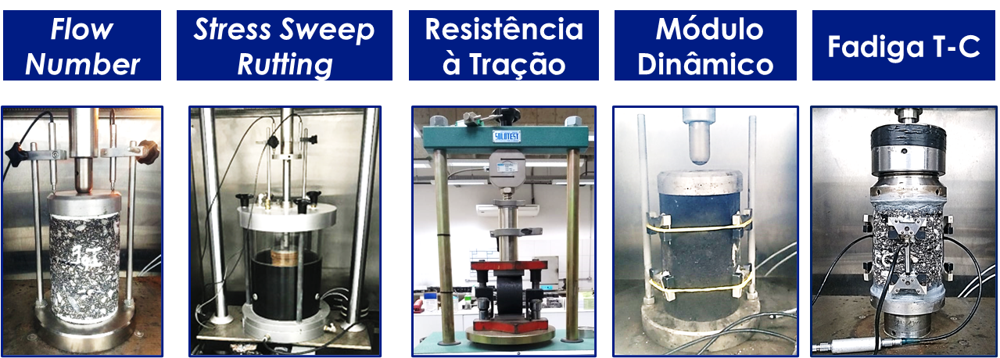 Flow
Number
Stress Sweep
Rutting
Resistência
à Tração
Módulo
Dinâmico
Fadiga T-C
SOLOTEST